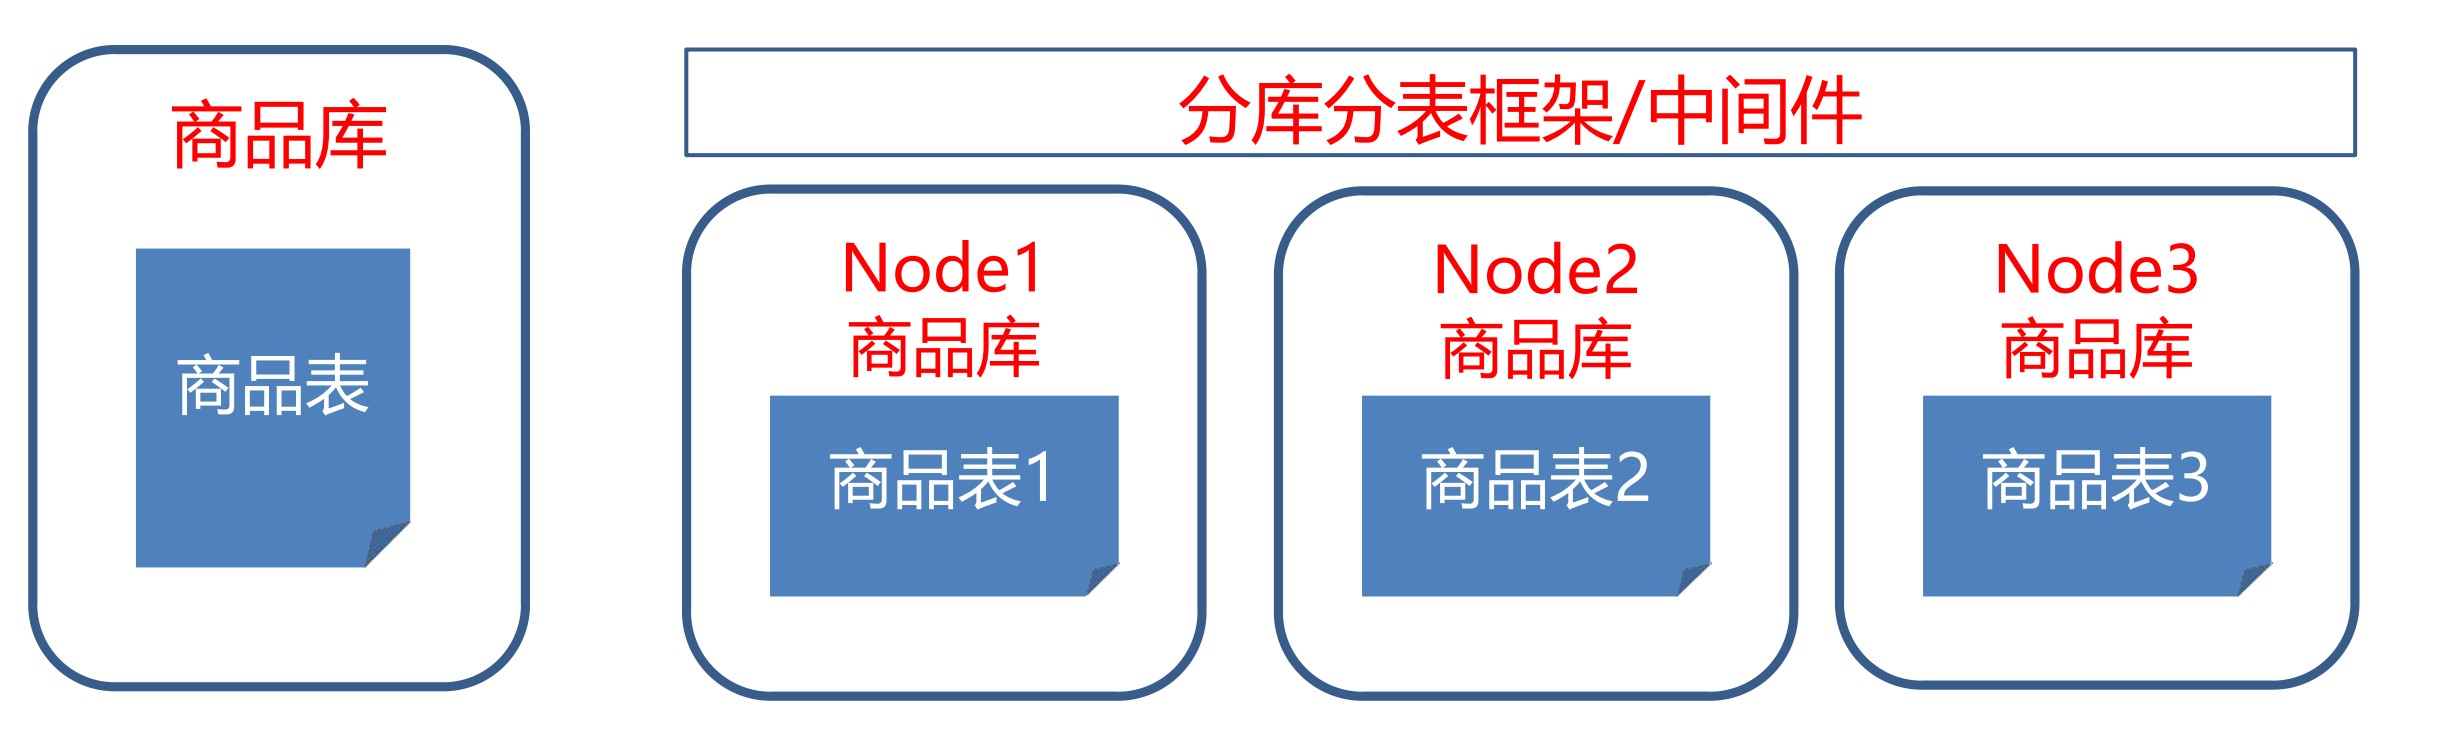 商品库
商品表
分库分表框架/中间件
Node1
商品库
商品表1
Node2
商品库
商品表2
Node3
商品库
商品表3